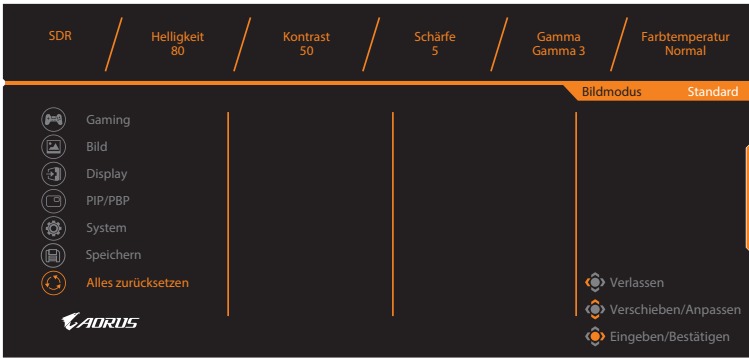 SDR
Helligkeit
80
Kontrast
50
Schärfe
5
Gamma
Gamma 3
Farbtemperatur
Normal
Bildmodus Standard
Gaming
Bild
Display
PIP/PBP
System
Speichern
Alles zurücksetzen
AORUS
Verlassen
Verschieben/Anpassen
Eingeben/Bestätigen